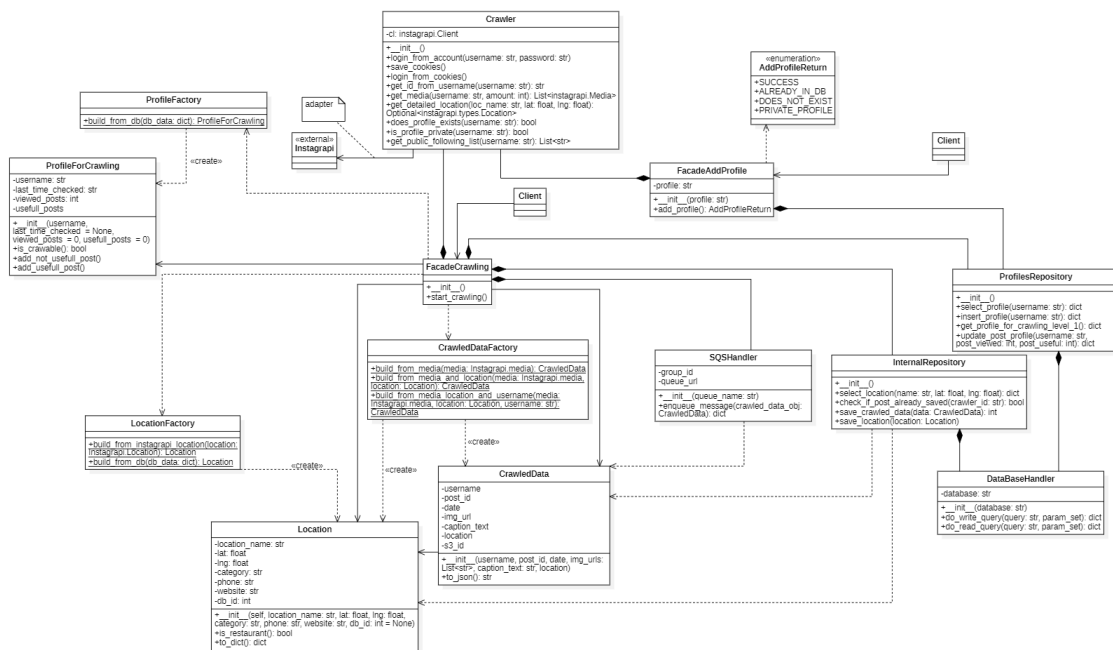 Crawler
-cl: instagrapi.Client
+__init__()
+login_from_account(username: str, password: str)
+save_cookies()
+login_from_cookies()
+get_id_from_username(username: str): str
+get_media(username: str, amount: int): List<instagrap.Media>
+get_detailed_location(loc_name: str, lat: float, lng: float):
Optional<instagrapi.types.Location>
+does_profile_exists(username: str): bool
+is_profile_private(username: str): bool
+get_public_following_list(username: str): List<str>
«enumeration»
AddProfileReturn
+SUCCESS
+ALREADY_IN_DB
+DOES_NOT_EXIST
+PRIVATE_PROFILE
ProfileFactory
+build_from_db(db_data: dict): ProfileForCrawling
adapter
«external»
Instagrapi
Client
«create»
ProfileForCrawling
-username: str
-last_time_checked: str
-viewed_posts: int
-usefull_posts
+__init__(username,
last_time_checked = None,
viewed_posts = 0, usefull_posts = 0)
+is_crawable(): bool
+add_not_usefull_post()
+add_usefull_post()
FacadeAddProfile
-profile: str
+__init__(profile: str)
+add_profile(): AddProfileReturn
Client
FacadeCrawling
+__init__()
+start_crawling()
ProfilesRepository
+__init__()
+select_profile(username: str): dict
+insert_profile(username: str): dict
+get_profile_for_crawling_level_1(): dict
+update_post_profile(username: str,
post_viewed: int, post_useful: int): dict
CrawledDataFactory
+build_from_media(media: Instagrapi.media): CrawledData
+build_from_media_and_location(media: Instagrapi.media,
location: Location): CrawledData
+build_from_media_location_and_username(media:
Instagrapi.media, location: Location, username: str):
CrawledData
SQSHandler
-group_id
-queue_url
+__init__(queue_name: str)
+enqueue_message(crawled_data_obj:
CrawledData): dict
InternalRepository
+__init__()
+select_location(name: str, lat: float, lng: float): dict
+check_if_post_already_saved(crawler_id: str): bool
+save_crawled_data(data: CrawledData): int
+save_location(location: Location)
LocationFactory
+build_from_instagrapi_location(location:
Instagrapi.Location): Location
+build_from_db(db_data: dict): Location
«create»
«create»
«create»
CrawledData
-username
-post_id
-date
-img_url
-caption_text
-location
-s3_id
+__init__(username, post_id, date, img_urls:
List<str>, caption_text: str, location)
+to_json(): str
DataBaseHandler
-database: str
+__init__(database: str)
+do_write_query(query: str, param_set): dict
+do_read_query(query: str, param_set): dict
Location
-location_name: str
-lat: float
-lng: float
-category: str
-phone: str
-website: str
-db_id: int
+__init__(self, location_name: str, lat: float, lng: float,
category: str, phone: str, website: str, db_id: int = None)
+is_restaurant(): bool
+to_dict(): dict